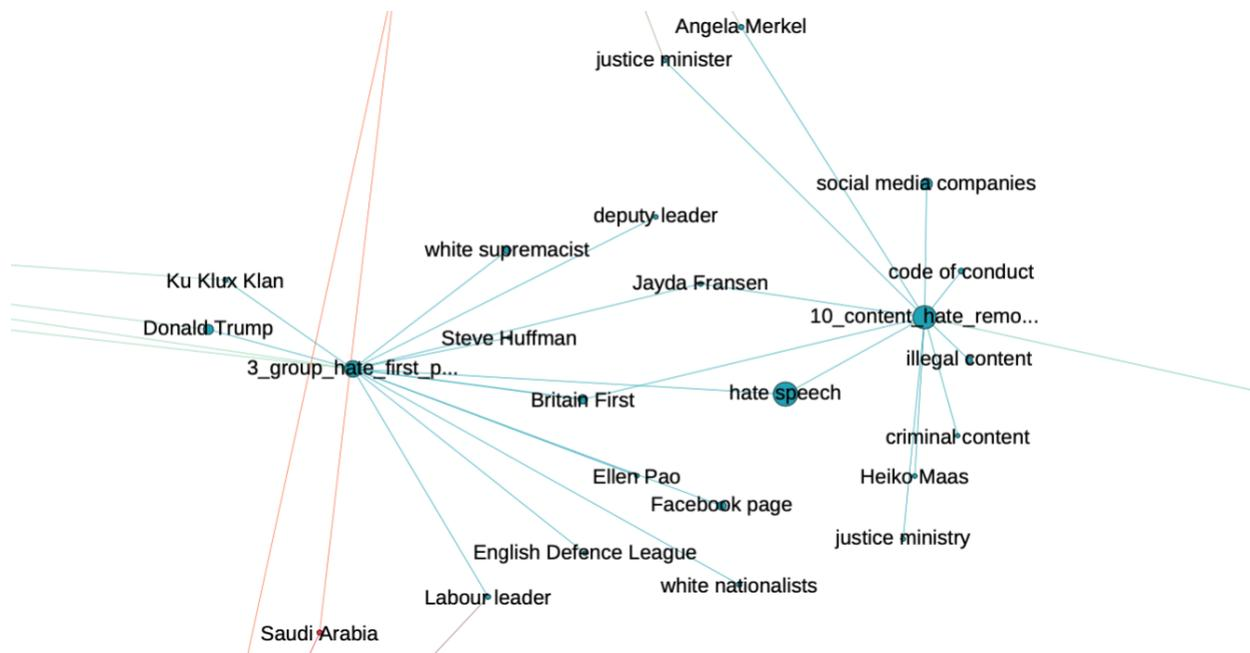 Angela Merkel
justice minister
social media companies
deputy leader
white supremacist
code of conduct
Ku Klux Klan
Jayda Fransen
10_content_hate_remo...
Donald Trump
Steve Huffman
illegal content
3_group_hate_first_p...
hate speech
Britain First
criminal content
Ellen Pao
Heiko Maas
Facebook page
justice ministry
English Defence League
white nationalists
Labour leader
Saudi Arabia